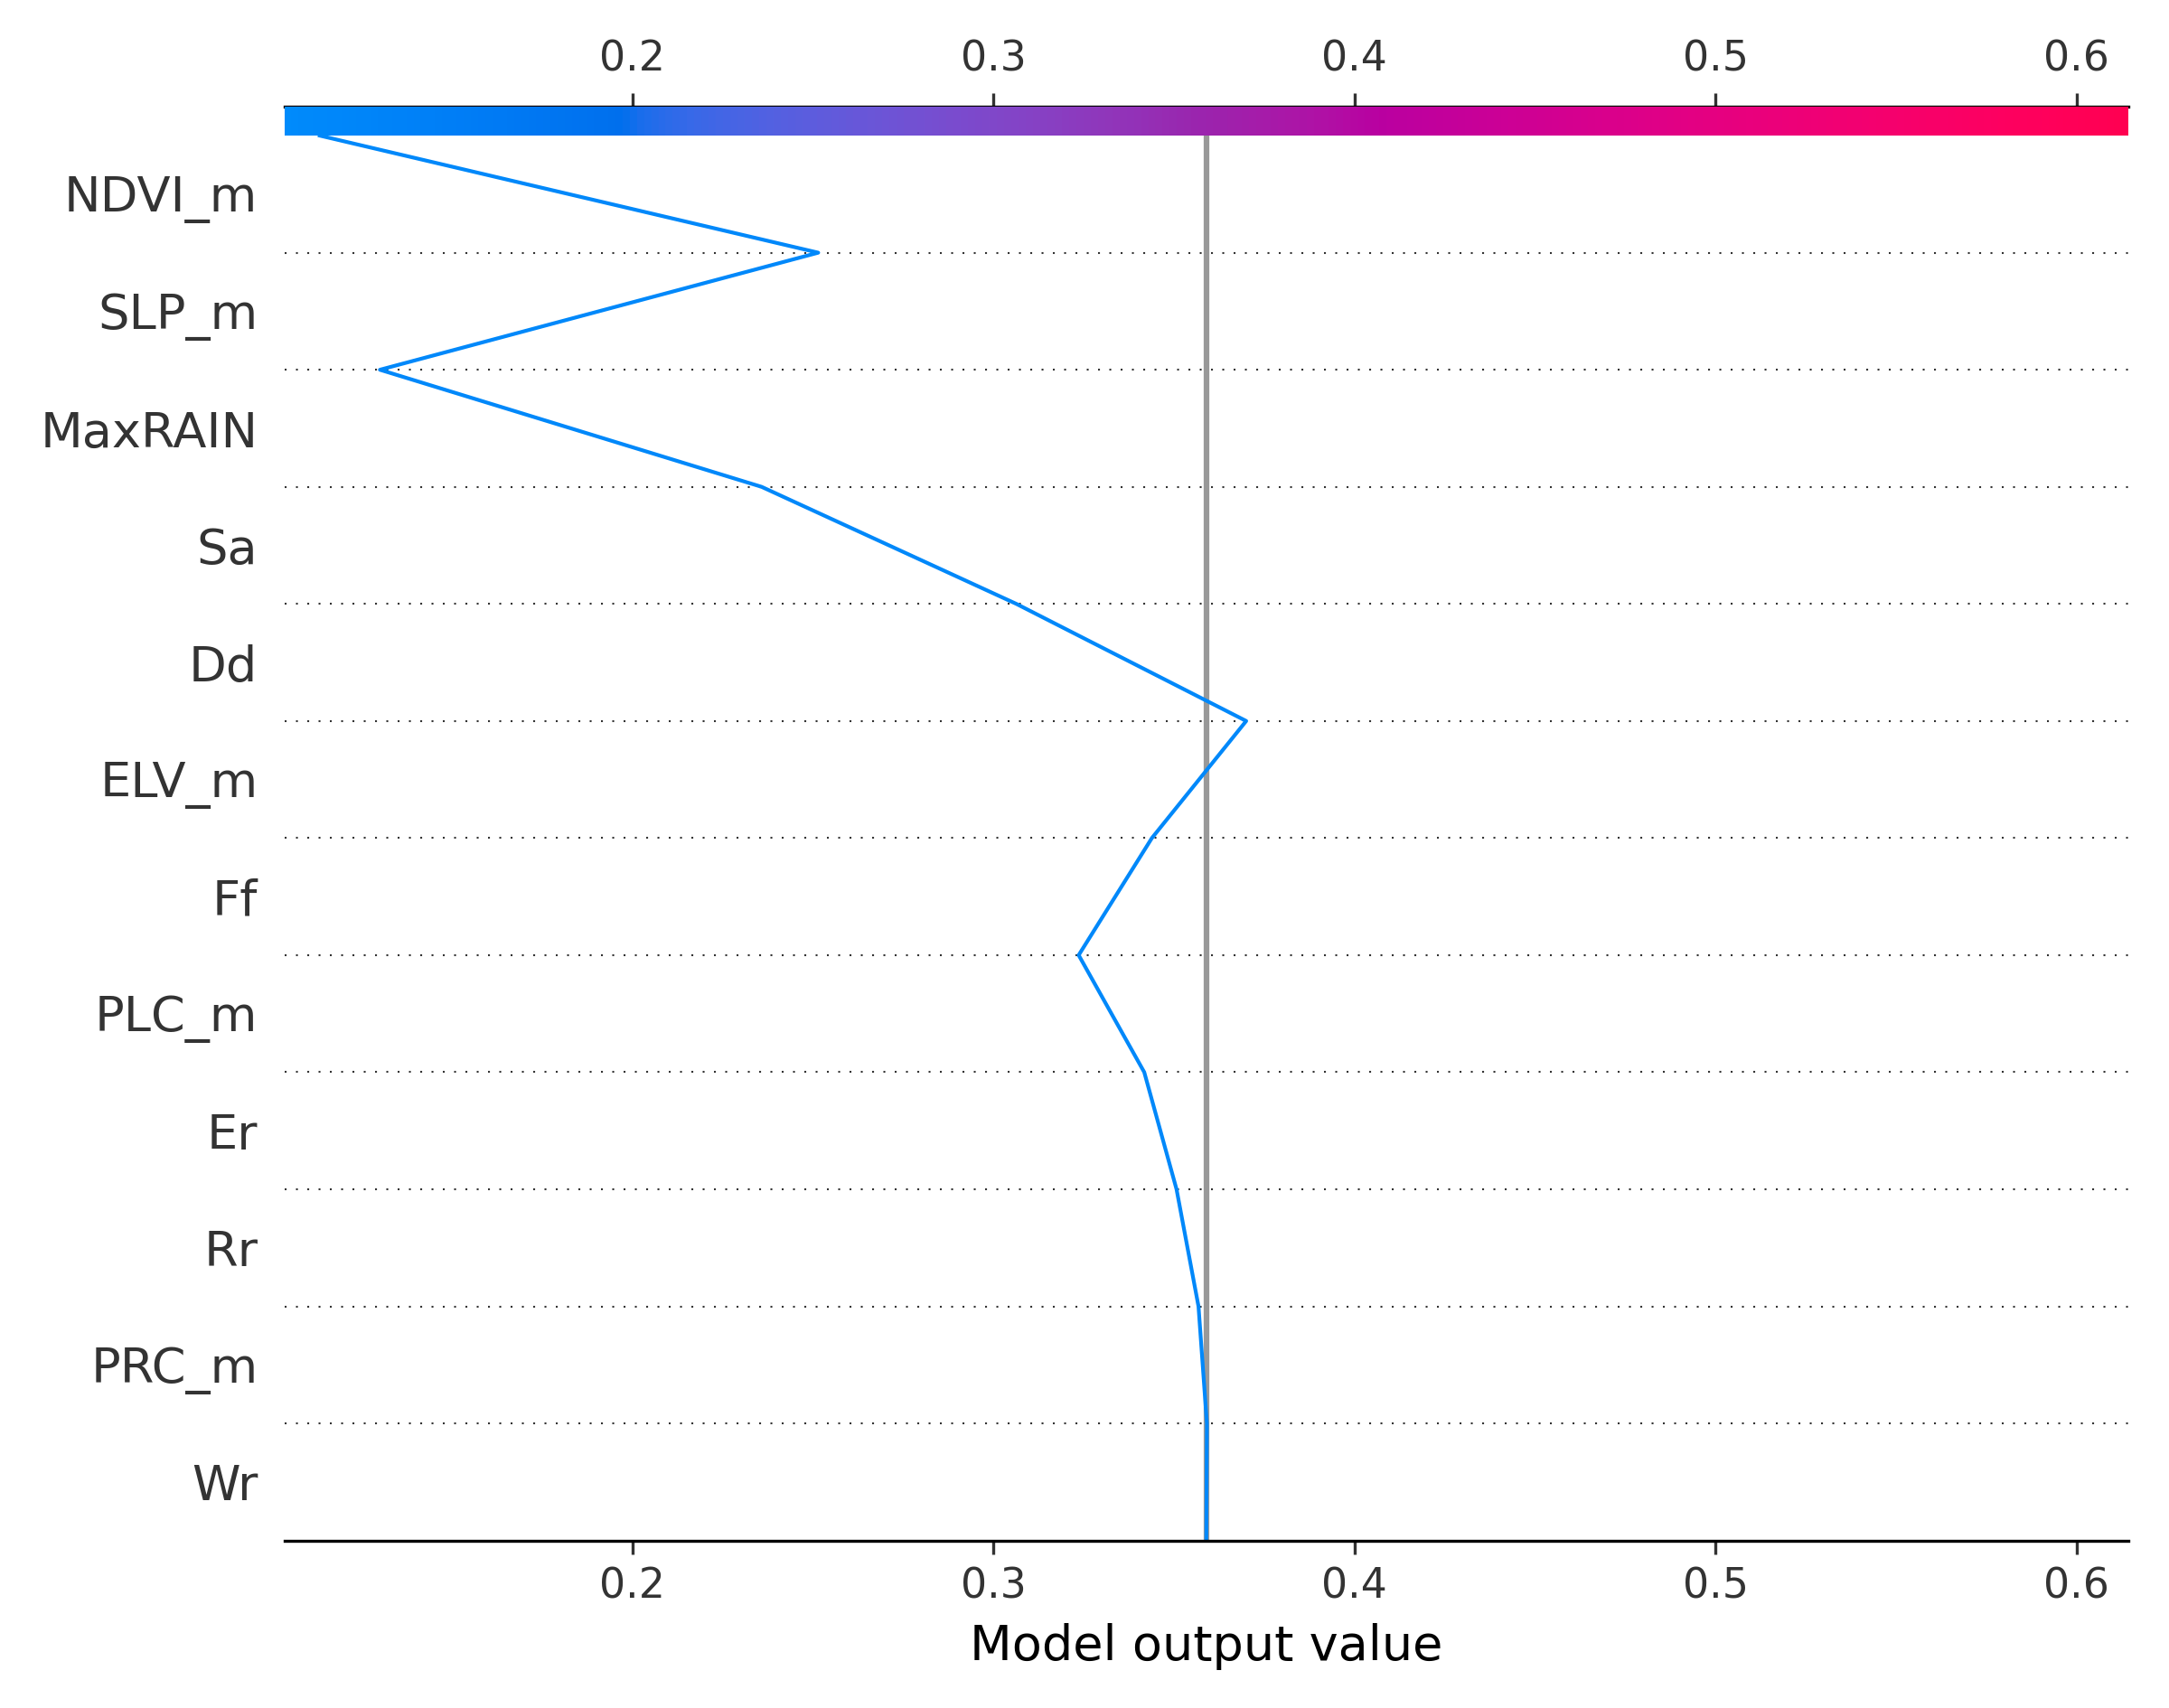 0.2 0.3 0.4 0.5 0.6
NDVI_m
SLP_m
MaxRAIN
Sa
Dd
ELV_m
Ff
PLC_m
Er
Rr
PRC_m
Wr
0.2 0.3 0.4 0.5 0.6
Model output value